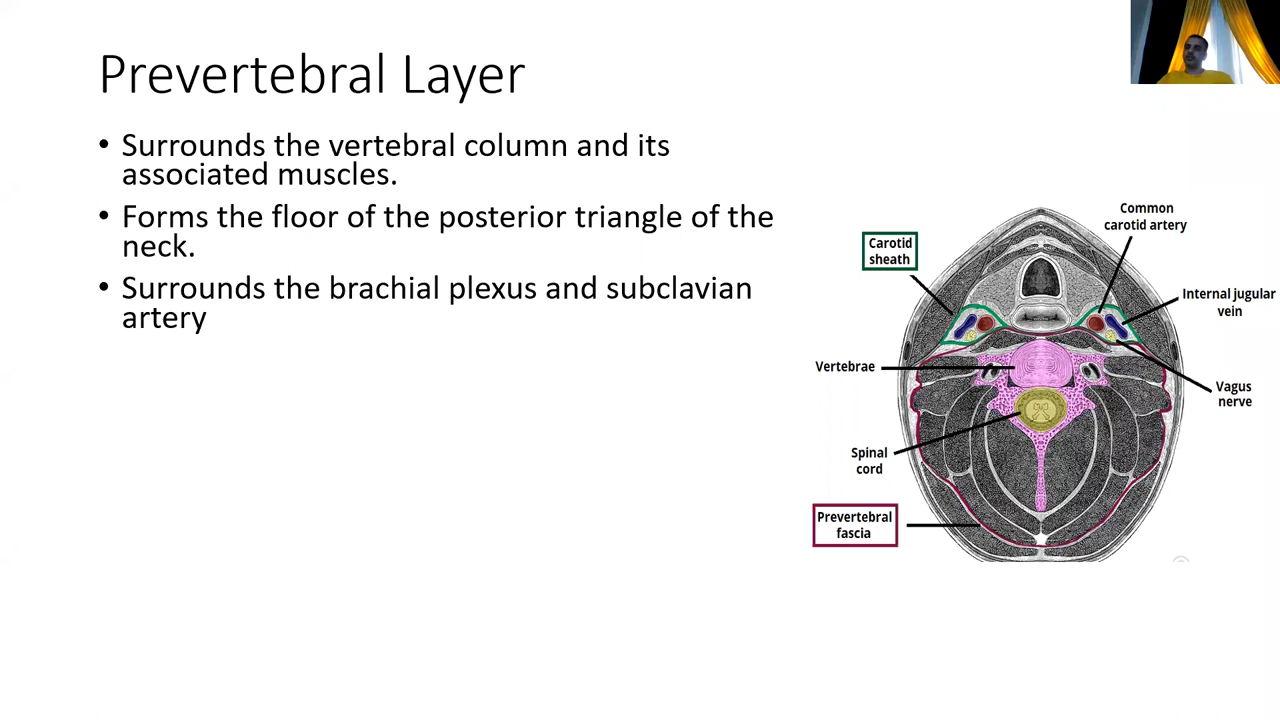 Prevertebral Layer
• Surrounds the vertebral column and its
associated muscles.
• Forms the floor of the posterior triangle of the
neck.
• Surrounds the brachial plexus and subclavian
artery
Common
carotid artery
Carotid
sheath
Internal jugular
vein
Vertebrae
Vagus
nerve
Spinal
cord
Prevertebral
fascia